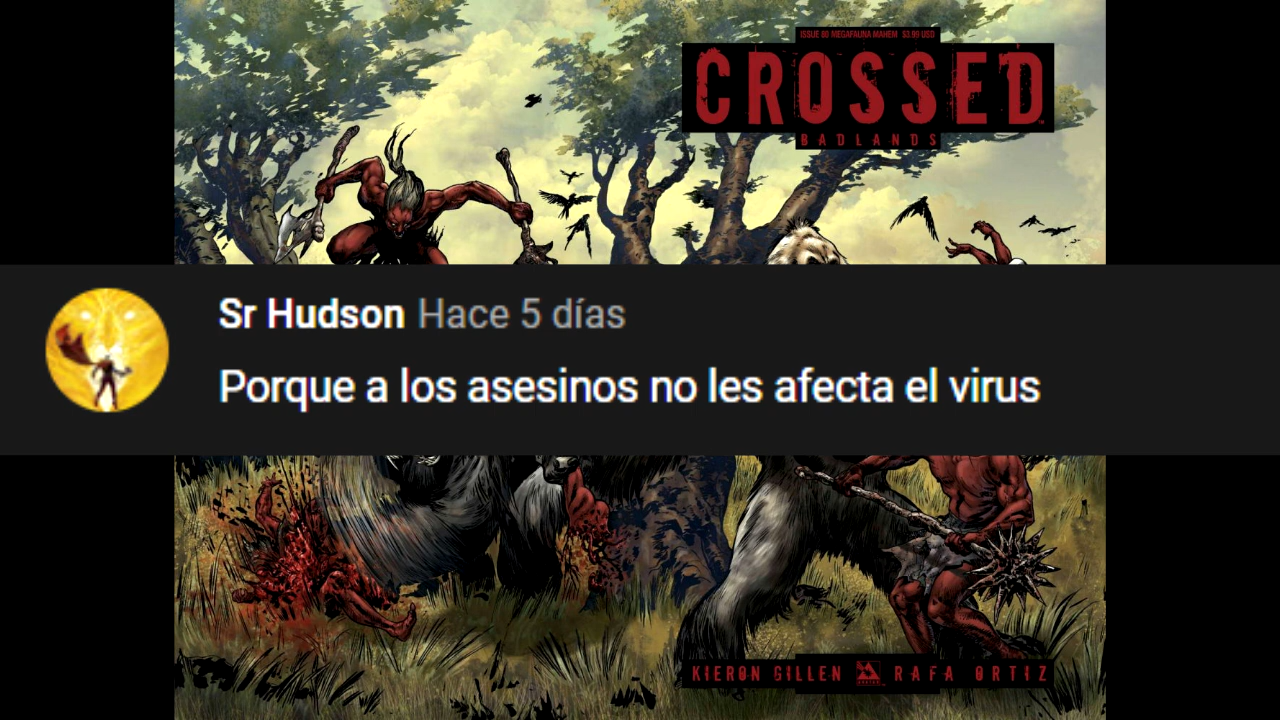 ISSUE 80 MEGAFAUNA MAHEM $3.99 USD
CROSSED
BADLANDS
Sr Hudson Hace 5 días
Porque a los asesinos no les afecta el virus
KIERON GILLEN RAFA ORTIZ